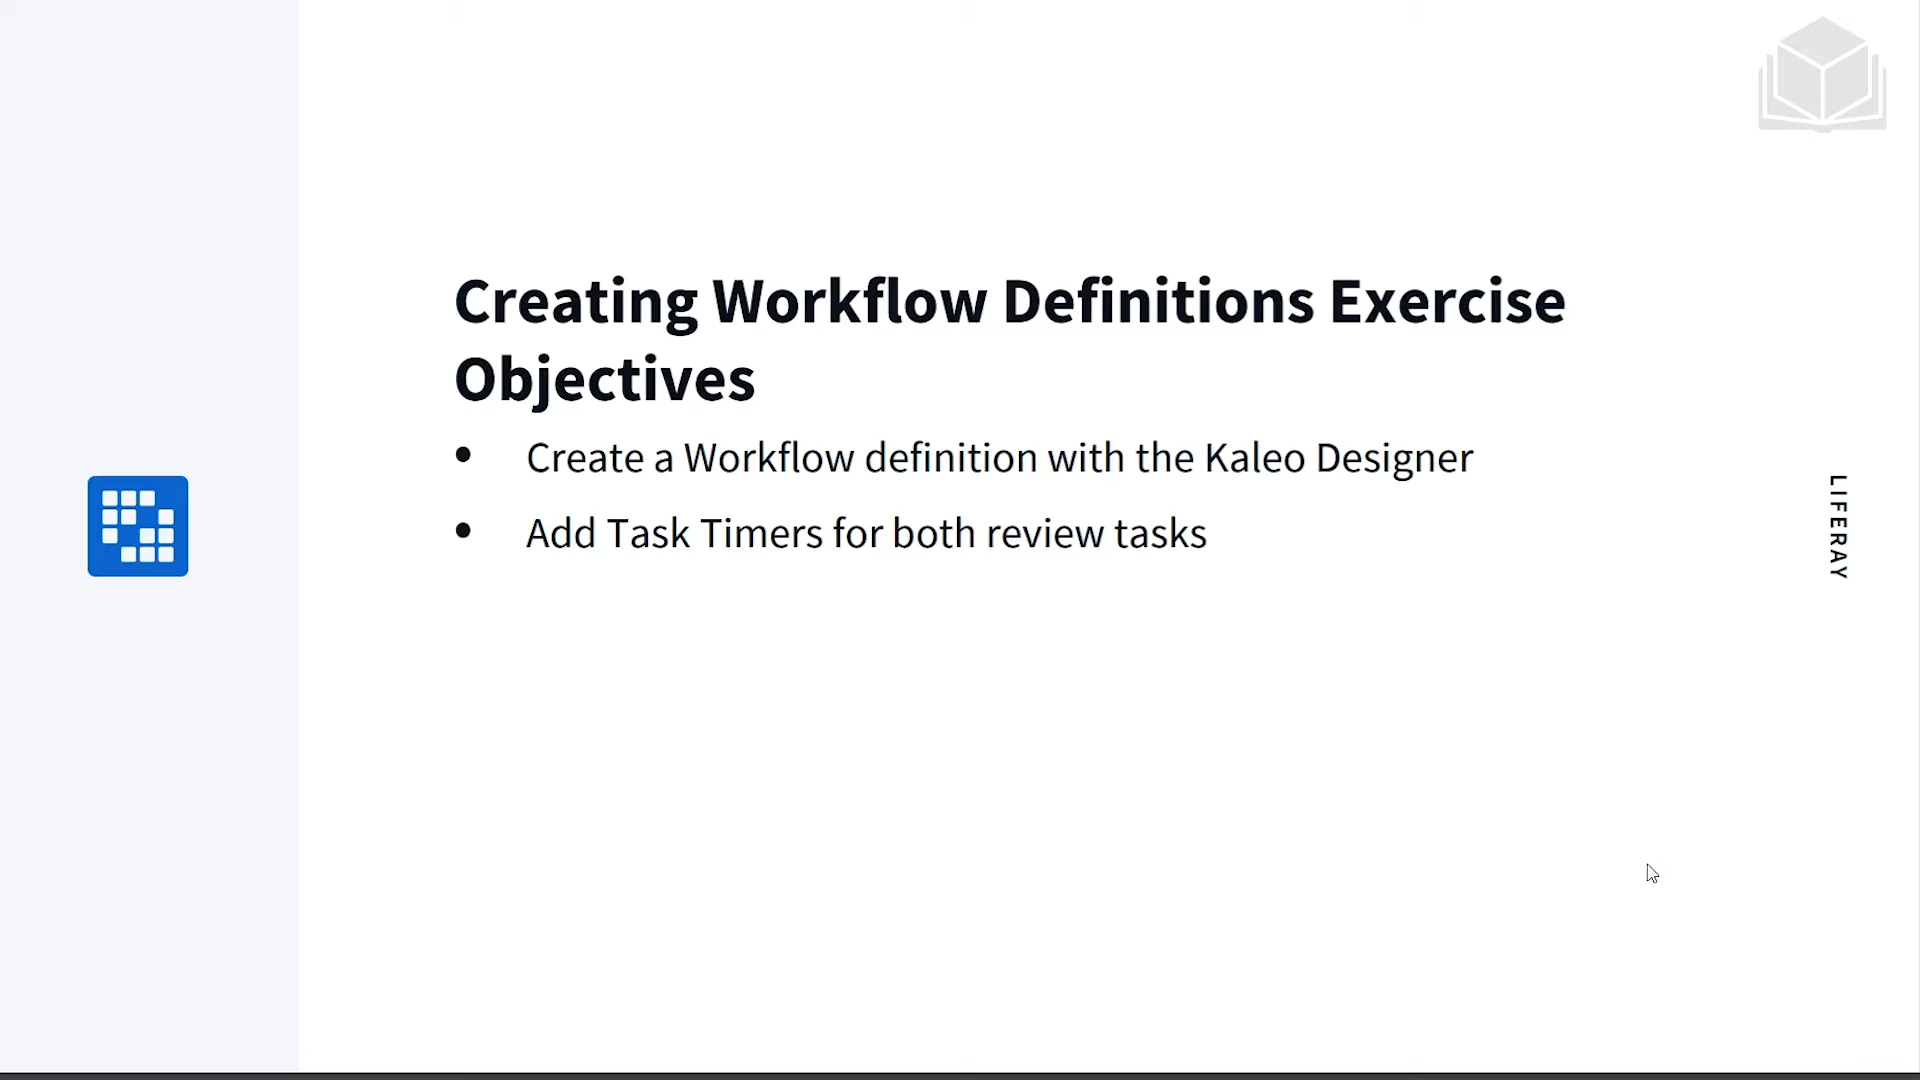 Creating Workflow Definitions Exercise
Objectives
• Create a Workflow definition with the Kaleo Designer
• Add Task Timers for both review tasks
LIFERAY